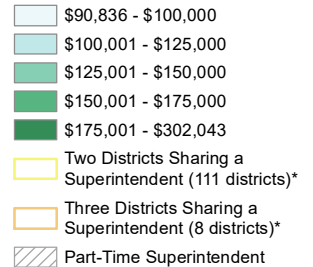 $90,836 - $100,000
$100,001 - $125,000
$125,001 - $150,000
$150,001 - $175,000
$175,001 - $302,043
Two Districts Sharing a
Superintendent (111 districts)*
Three Districts Sharing a
Superintendent (8 districts)*
Part-Time Superintendent